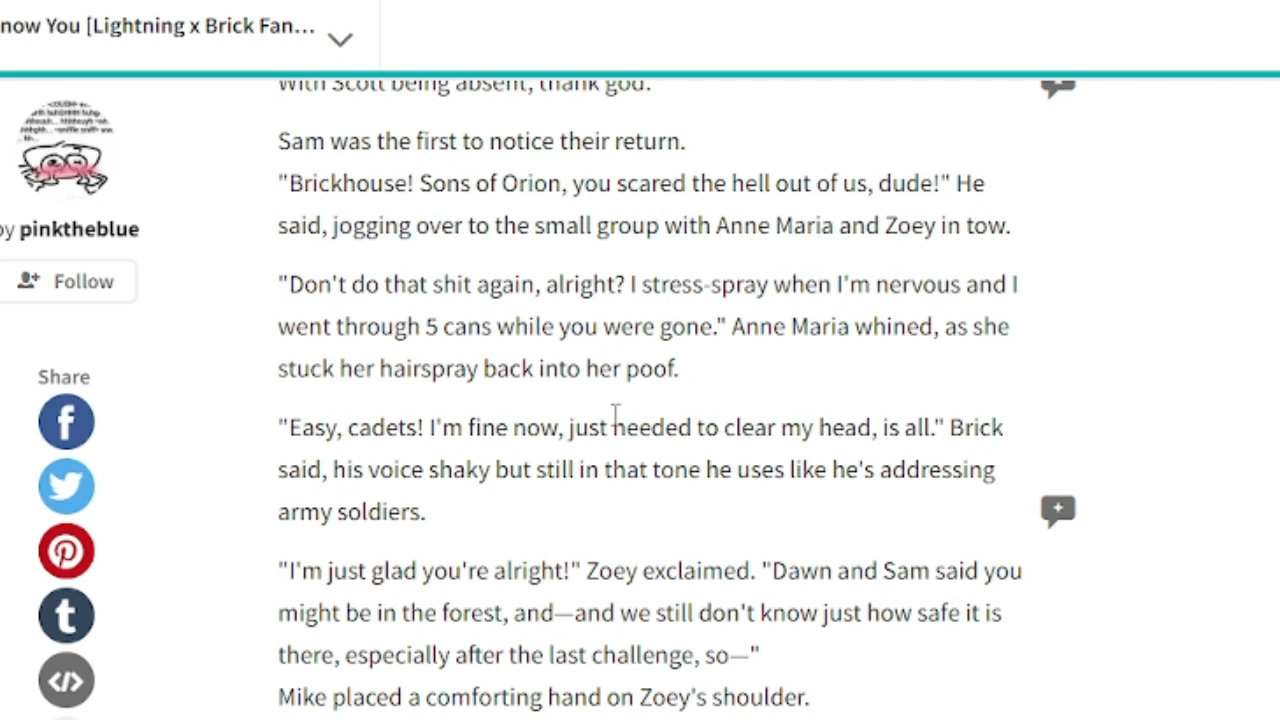 now You [Lightning x Brick Fan...
With Scott being absent, thank god.
Sam was the first to notice their return.
"Brickhouse! Sons of Orion, you scared the hell out of us, dude!" He
said, jogging over to the small group with Anne Maria and Zoey in tow.
by pinktheblue
Follow
"Don't do that shit again, alright? I stress-spray when I'm nervous and I
went through 5 cans while you were gone." Anne Maria whined, as she
stuck her hairspray back into her poof.
Share
"Easy, cadets! I'm fine now, just needed to clear my head, is all." Brick
said, his voice shaky but still in that tone he uses like he's addressing
army soldiers.
"I'm just glad you're alright!" Zoey exclaimed. "Dawn and Sam said you
might be in the forest, and—and we still don't know just how safe it is
there, especially after the last challenge, so—"
Mike placed a comforting hand on Zoey's shoulder.